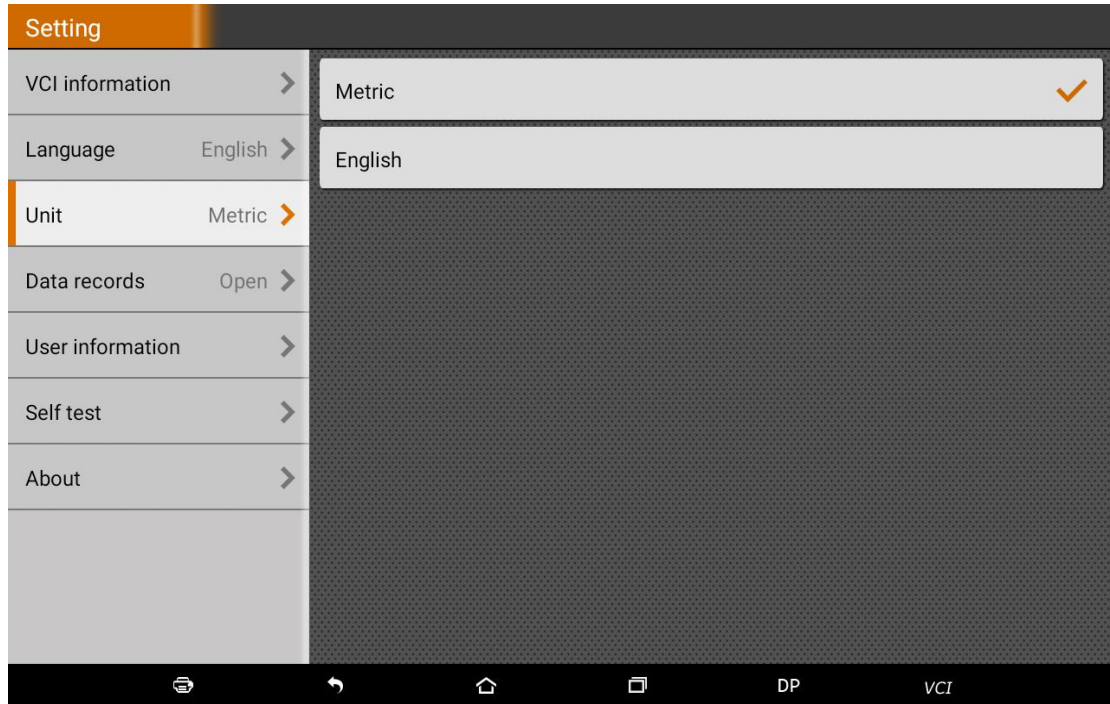 Setting
VCI information
Language English
Unit Metric
Data records Open
User information
Self test
About
Metric
English
DP VCI